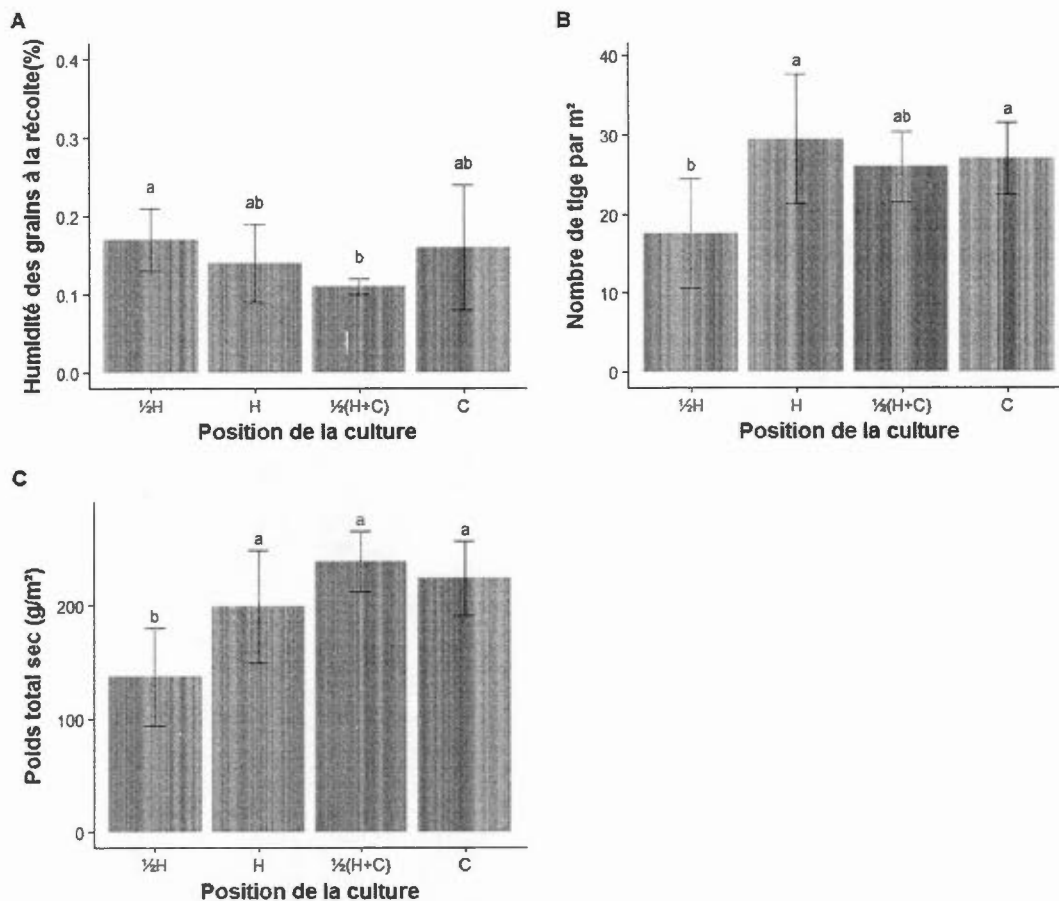 A
Humidité des grains à la récolte(%)
0.4
0.3
0.2
0.1
0.0
a
ab
b
ab
½H
H
½(H+C)
C
Position de la culture
B
Nombre de tige par m²
40
30
20
10
0
b
a
ab
a
½H
H
½(H+C)
C
Position de la culture
C
Poids total sec (g/m²)
200
100
0
b
a
a
a
½H
H
½(H+C)
C
Position de la culture